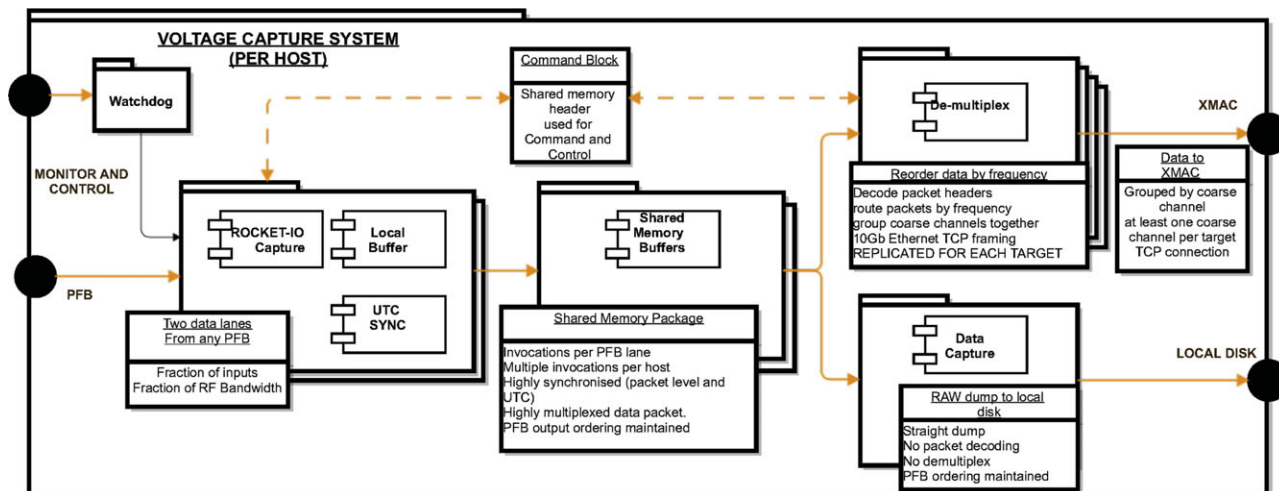 VOLTAGE CAPTURE SYSTEM
(PER HOST)
Watchdog
MONITOR AND
CONTROL
PFB
Command Block
Shared memory
header
used for
Command and
Control
ROCKET-IO
Capture
Local
Buffer
UTC
SYNC
Two data lanes
From any PFB
Fraction of inputs
Fraction of RF Bandwidth
Shared
Memory
Buffers
Shared Memory Package
Invocations per PFB lane
Multiple invocations per host
Highly synchronised (packet level and
UTC)
Highly multiplexed data packet.
PFB output ordering maintained
De-multiplex
Reorder data by frequency
Decode packet headers
route packets by frequency
group coarse channels together
10Gb Ethernet TCP framing
REPLICATED FOR EACH TARGET
XMAC
Data to
XMAC
Grouped by coarse
channel
at least one coarse
channel per target
TCP connection
Data
Capture
RAW dump to local
disk
Straight dump
No packet decoding
No demultiplex
PFB ordering maintained
LOCAL DISK